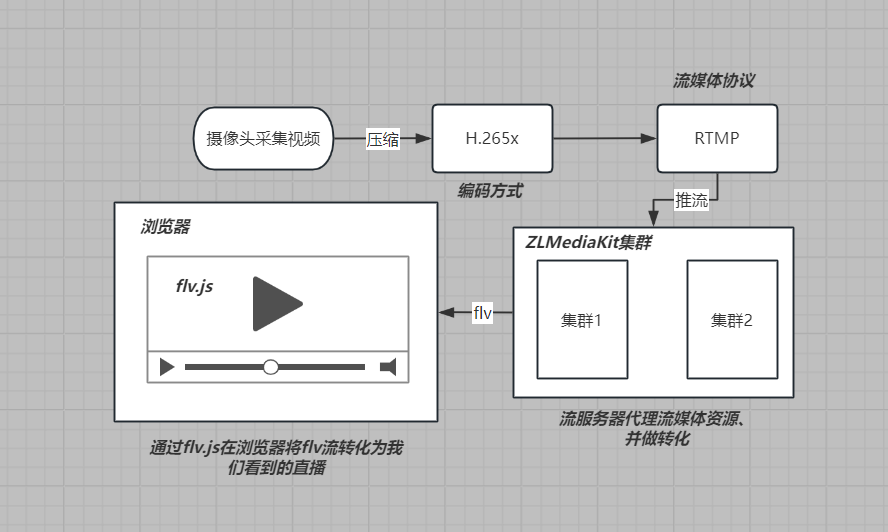 流媒体协议
摄像头采集视频
压缩
H.265x
RTMP
编码方式
推流
浏览器
ZLMediaKit集群
flv.js
flv
集群1
集群2
流服务器代理流媒体资源、
并做转化
通过flv.js在浏览器将flv流转化为我
们看到的直播